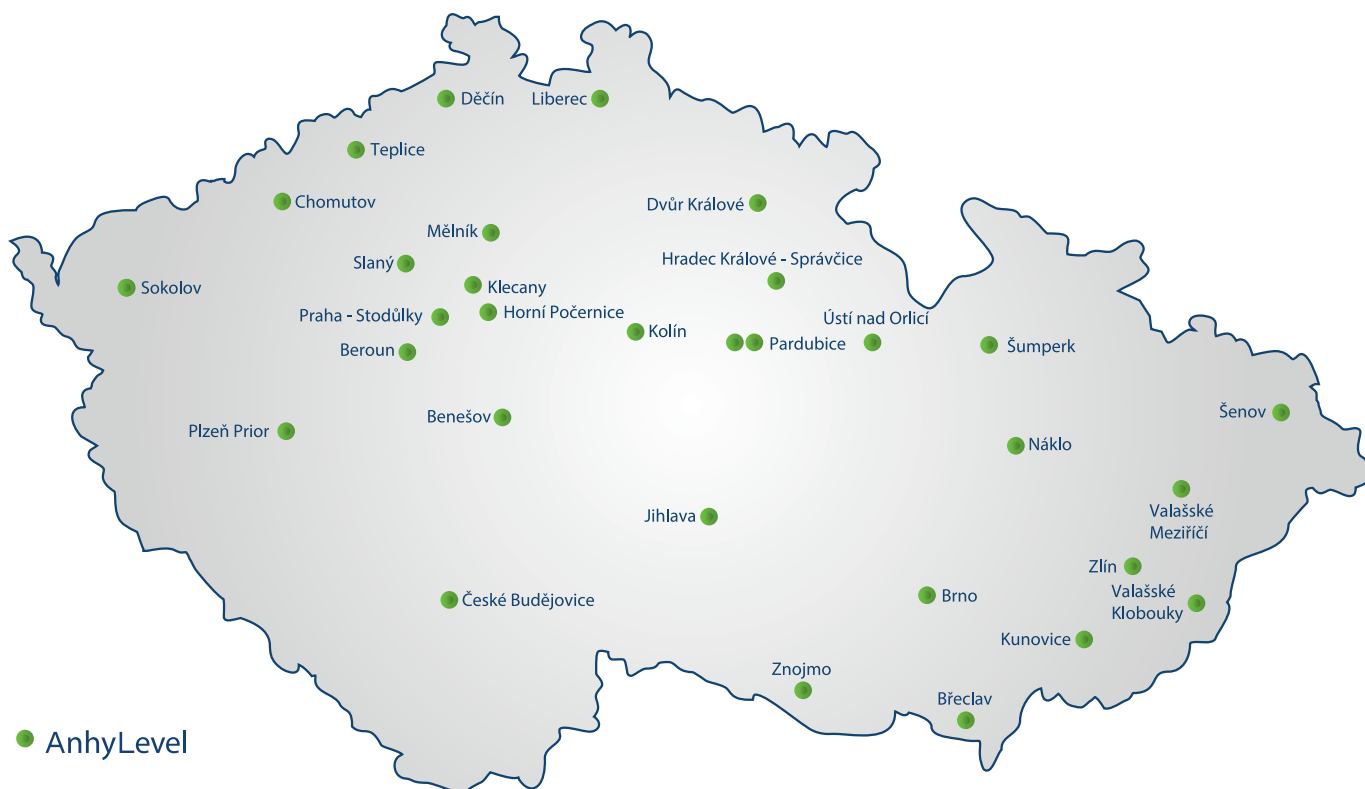 Děčín
Liberec
Teplice
Chomutov
Dvůr Králové
Mělník
Slaný
Hradec Králové - Správčice
Sokolov
Klecany
Horní Počernice
Praha - Stodůlky
Ústí nad Orlicí
Kolín
Pardubice
Šumperk
Beroun
Benešov
Šenov
Plzeň Prior
Náklo
Valašské
Meziříčí
Jihlava
Zlín
Valašské
Klobouky
České Budějovice
Brno
Kunovice
Znojmo
Břeclav
AnhyLevel